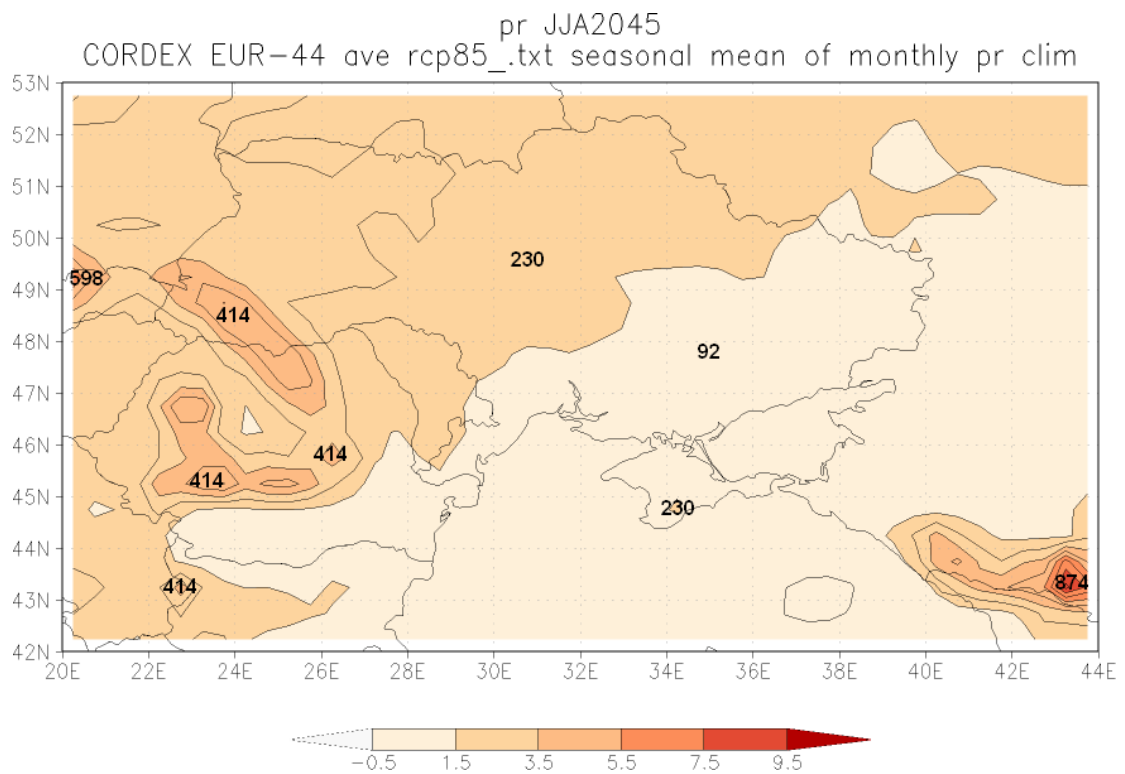 pr JJA2045
CORDEX EUR-44 ave rcp85_.txt seasonal mean of monthly pr clim
53N
52N
51N
50N
230
598
49N
414
48N
92
47N
46N
414
414
45N
230
44N
414
874
43N
42N
20E 22E 24E 26E 28E 30E 32E 34E 36E 38E 40E 42E 44E
-0.5 1.5 3.5 5.5 7.5 9.5